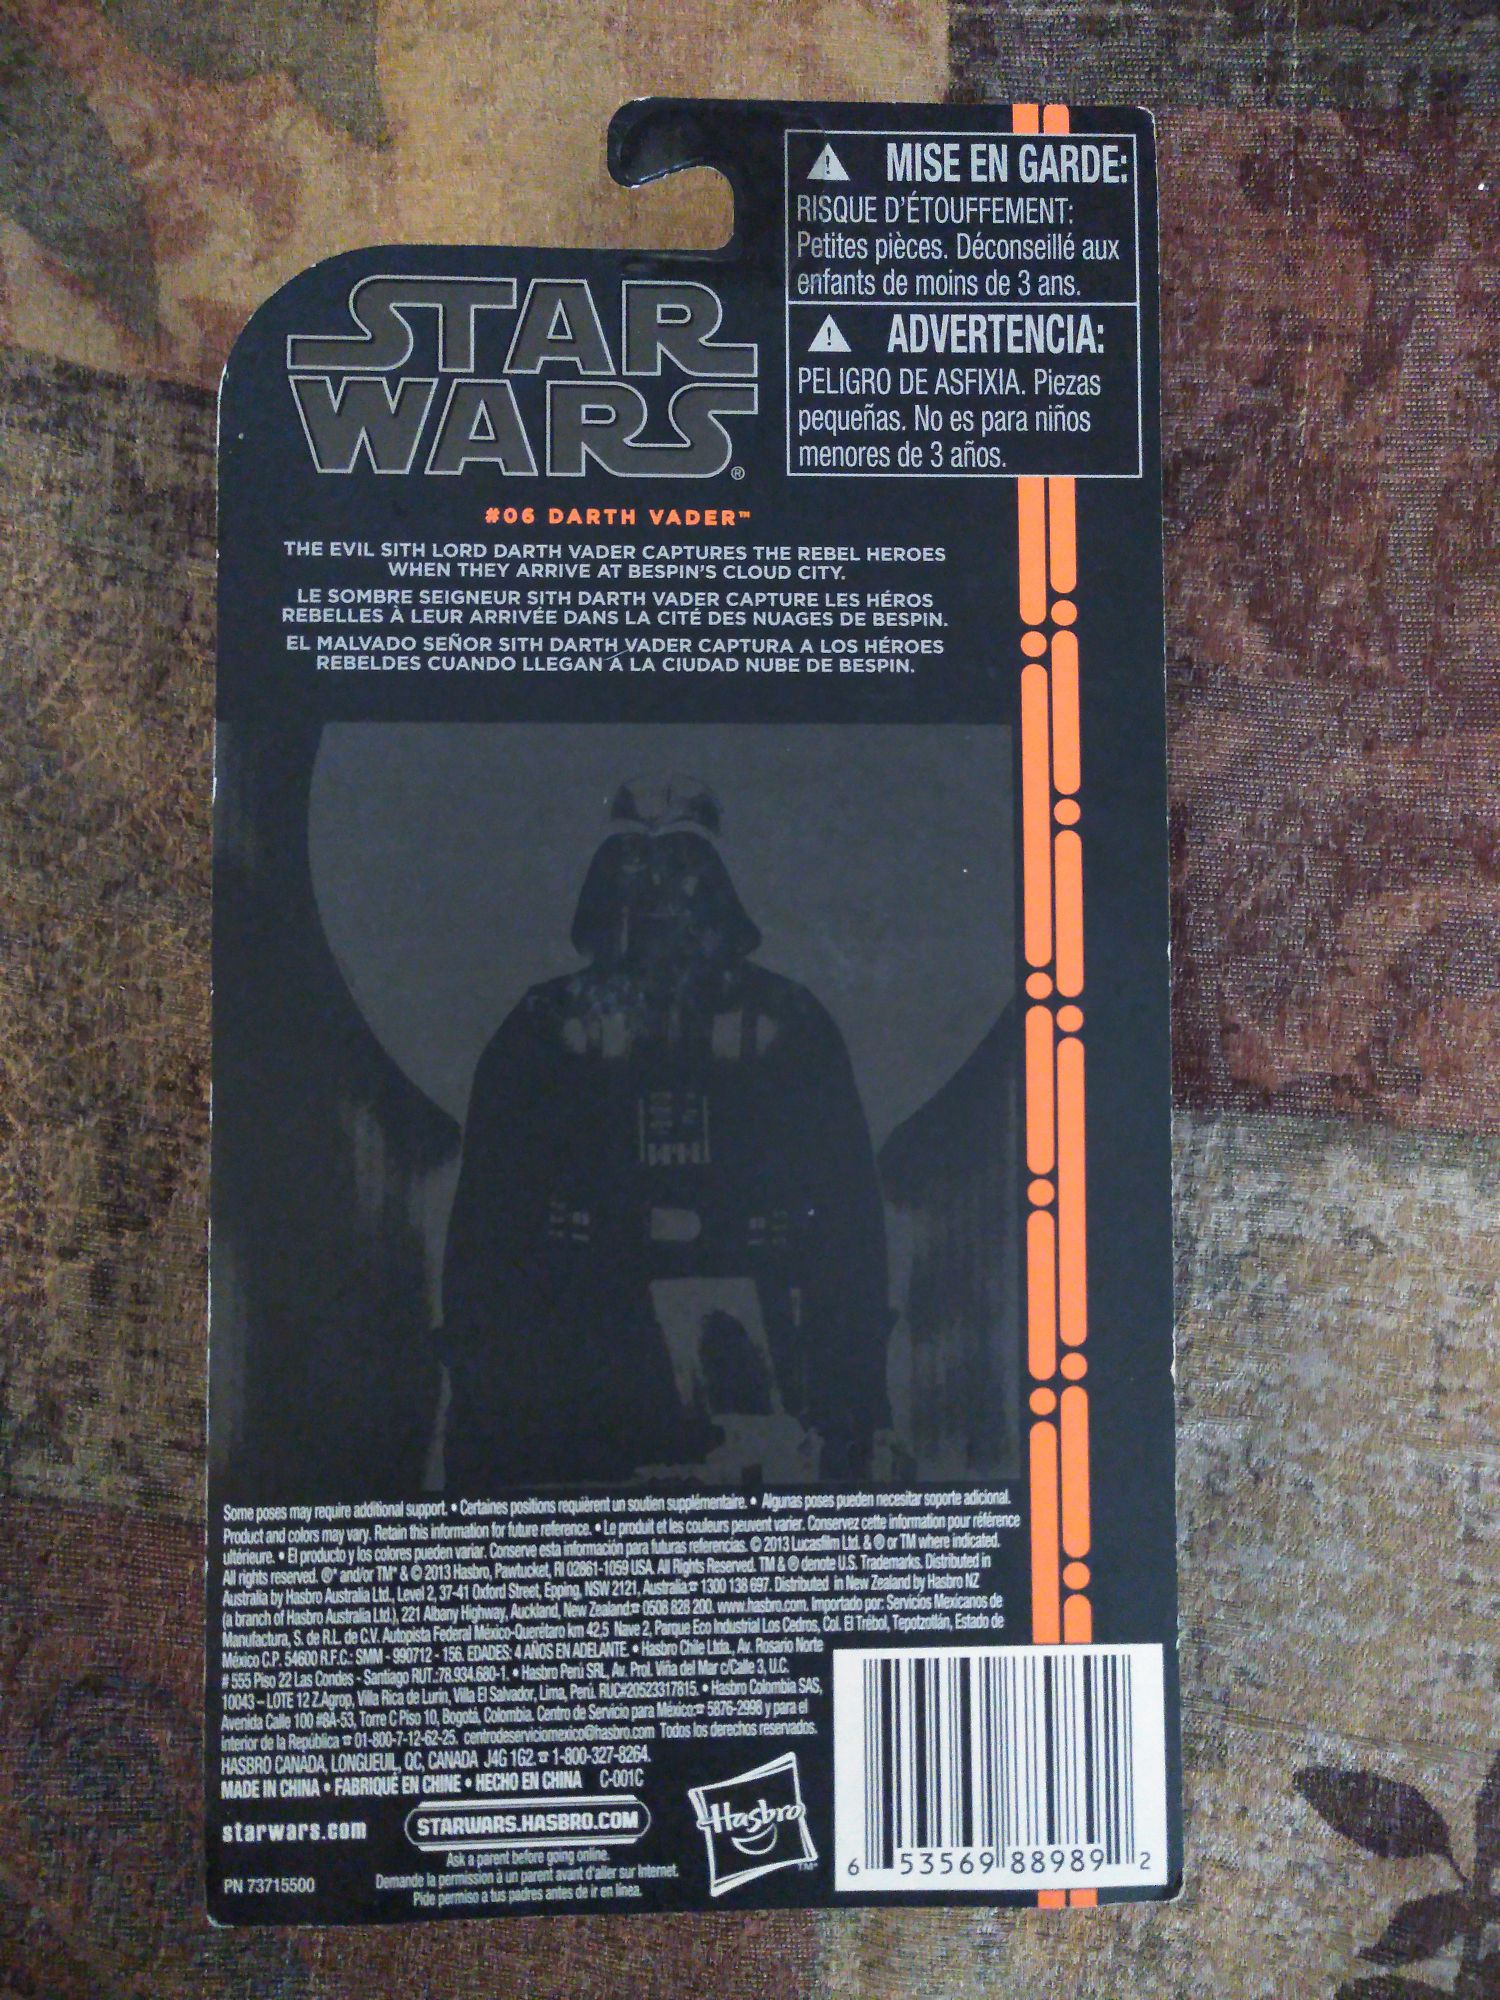 ⚠ MISE EN GARDE:
RISQUE D'ÉTOUFFEMENT:
Petites pièces. Déconseillé aux
enfants de moins de 3 ans.
⚠ ADVERTENCIA:
PELIGRO DE ASFIXIA. Piezas
pequeñas. No es para niños
menores de 3 años.
STAR
WARS®
#06 DARTH VADER™
THE EVIL SITH LORD DARTH VADER CAPTURES THE REBEL HEROES
WHEN THEY ARRIVE AT BESPIN'S CLOUD CITY.
LE SOMBRE SEIGNEUR SITH DARTH VADER CAPTURE LES HÉROS
REBELLES À LEUR ARRIVÉE DANS LA CITÉ DES NUAGES DE BESPIN.
EL MALVADO SEÑOR SITH DARTH VADER CAPTURA A LOS HÉROES
REBELDES CUANDO LLEGAN A LA CIUDAD NUBE DE BESPIN.
Some poses may require additional support. • Certaines positions requièrent un soutien supplémentaire. • Algunas poses pueden necesitar soporte adicional.
Product and colors may vary. Retain this information for future reference. • Le produit et les couleurs peuvent varier. Conservez cette information pour référence
ultérieure. • El producto y los colores pueden variar. Conserve esta información para futuras referencias. © 2013 Lucasfilm Ltd. & ® or TM where indicated.
All rights reserved. ®* and/or TM* & © 2013 Hasbro, Pawtucket, RI 02861-1059 USA. All Rights Reserved. TM & ® denote U.S. Trademarks. Distributed in
Australia by Hasbro Australia Ltd., Level 2, 37-41 Oxford Street, Epping, NSW 2121, Australia ☎ 1300 138 697. Distributed in New Zealand by Hasbro NZ
(a branch of Hasbro Australia Ltd.), 221 Albany Highway, Auckland, New Zealand ☎ 0508 828 200. www.hasbro.com. Importado por: Servicios Mexicanos de
Manufactura, S. de R.L. de C.V. Autopista Federal México-Querétaro km 42.5 Nave 2, Parque Eco Industrial Los Cedros, Col. El Trébol, Tepotzotlán, Estado de
México C.P. 54600 R.F.C.: SMM - 990712 - 156. EDADES: 4 AÑOS EN ADELANTE. • Hasbro Chile Ltda., Av. Rosario Norte
# 555 Piso 22 Las Condes - Santiago RUT.:78.934.680-1. • Hasbro Perú SRL, Av. Prol. Viña del Mar c/Calle 3, U.C.
10043 – LOTE 12 Z.Agrop, Villa Rica de Lurin, Villa El Salvador, Lima, Perú. RUC#20523317815. • Hasbro Colombia SAS,
Avenida Calle 100 #8A-53, Torre C Piso 10, Bogotá, Colombia. Centro de Servicio para México: ☎ 5876-2998 y para el
interior de la República ☎ 01-800-7-12-62-25. centrodeserviciomexico@hasbro.com Todos los derechos reservados.
HASBRO CANADA, LONGUEUIL, QC, CANADA J4G 1G2. ☎ 1-800-327-8264.
MADE IN CHINA • FABRIQUÉ EN CHINE • HECHO EN CHINA C-001C
starwars.com
STARWARS.HASBRO.COM
Ask a parent before going online.
Demande la permission à un parent avant d'aller sur Internet.
Pide permiso a tus padres antes de ir en línea.
PN 73715500
Hasbro
TM*
6 53569 88989 2